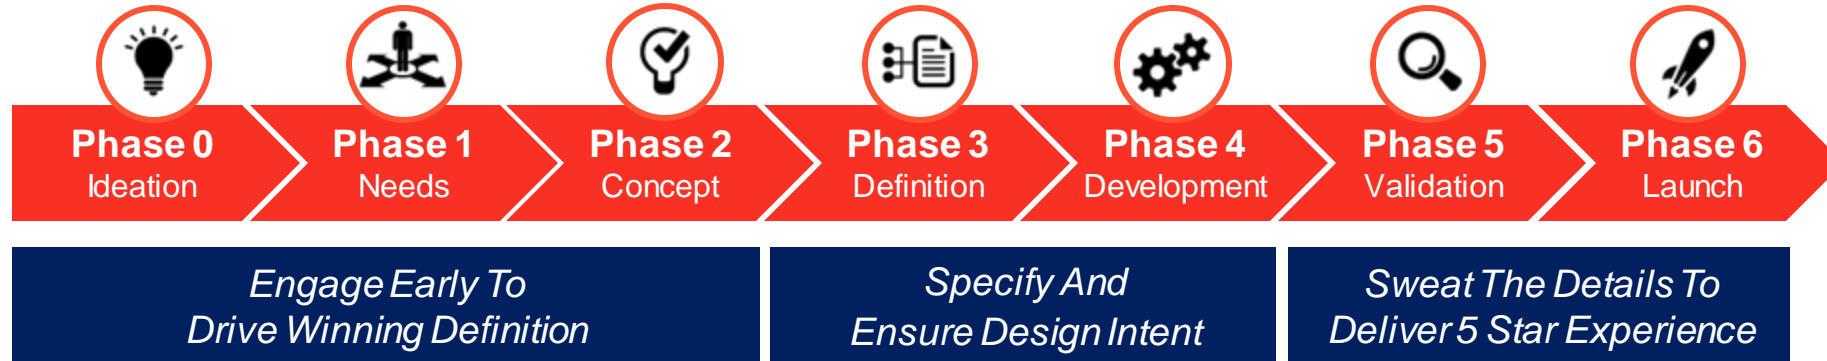 Phase 0
Ideation
Phase 1
Needs
Phase 2
Concept
Phase 3
Definition
Phase 4
Development
Phase 5
Validation
Phase 6
Launch
Engage Early To
Drive Winning Definition
Specify And
Ensure Design Intent
Sweat The Details To
Deliver 5 Star Experience